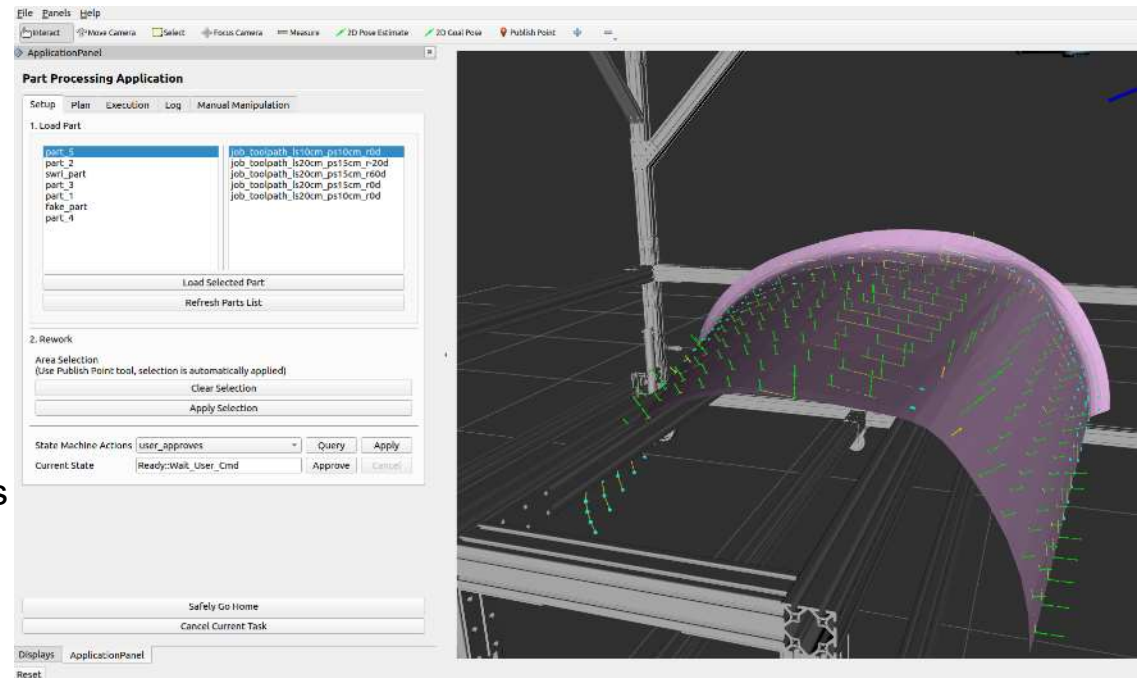 File Panels Help
Interact Move Camera Select Focus Camera Measure 2D Pose Estimate 2D Goal Pose Publish Point
ApplicationPanel
Part Processing Application
Setup Plan Execution Log Manual Manipulation
1. Load Part
part_5 job_toolpath_ls10cm_ps10cm_r0d
part_2 job_toolpath_ls20cm_ps15cm_r-20d
swri_part job_toolpath_ls20cm_ps15cm_r60d
part_3 job_toolpath_ls20cm_ps15cm_r0d
part_1 job_toolpath_ls20cm_ps10cm_r0d
fake_part
part_4
Load Selected Part
Refresh Parts List
2. Rework
Area Selection
(Use Publish Point tool, selection is automatically applied)
Clear Selection
Apply Selection
State Machine Actions user_approves Query Apply
Current State Ready::Wait_User_Cmd Approve Cancel
s
Safely Go Home
Cancel Current Task
Displays ApplicationPanel
Reset